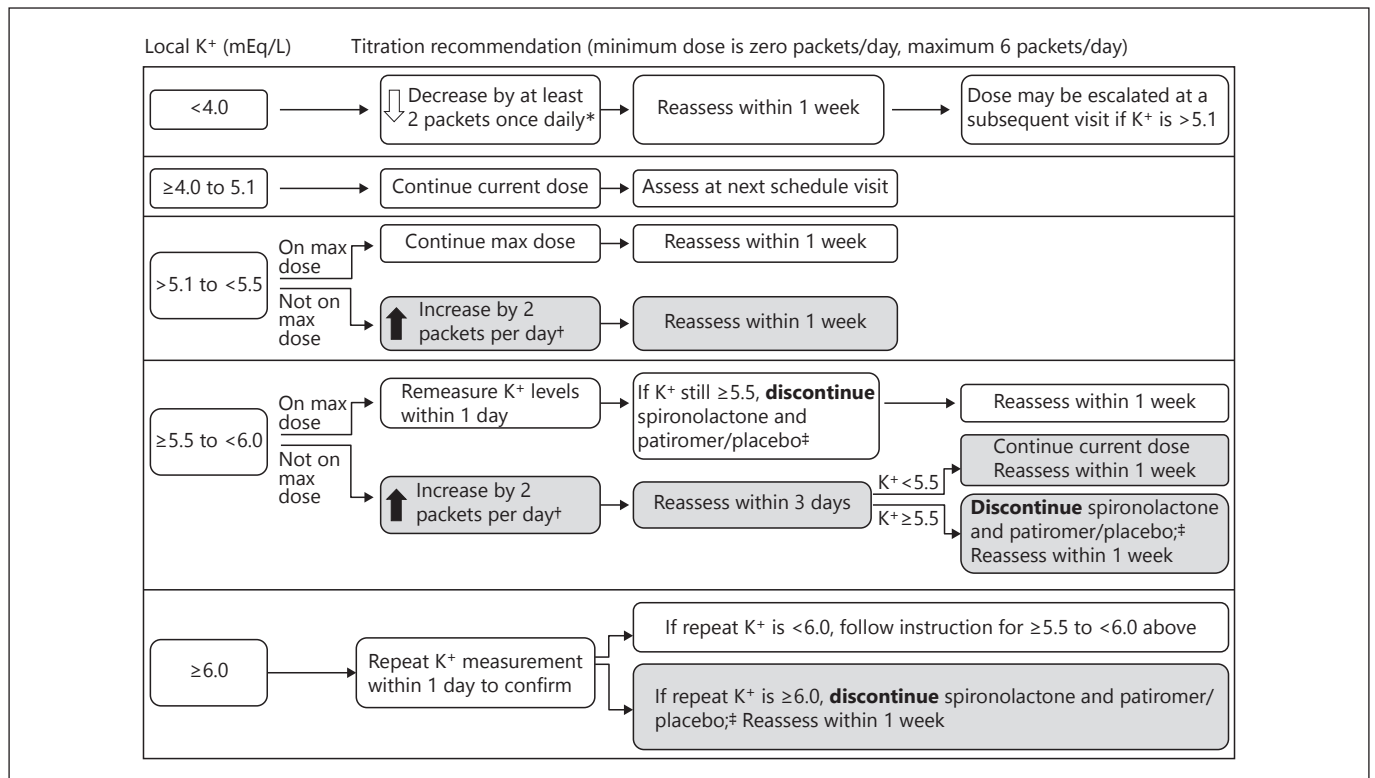 Local K⁺ (mEq/L)
Titration recommendation (minimum dose is zero packets/day, maximum 6 packets/day)
<4.0
Decrease by at least
2 packets once daily*
Reassess within 1 week
Dose may be escalated at a
subsequent visit if K⁺ is >5.1
≥4.0 to 5.1
Continue current dose
Assess at next schedule visit
>5.1 to <5.5
On max
dose
Continue max dose
Reassess within 1 week
Not on
max
dose
Increase by 2
packets per day†
Reassess within 1 week
≥5.5 to <6.0
On max
dose
Remeasure K⁺ levels
within 1 day
If K⁺ still ≥5.5, discontinue
spironolactone and
patiromer/placebo‡
Reassess within 1 week
Not on
max
dose
Increase by 2
packets per day†
Reassess within 3 days
K⁺<5.5
Continue current dose
Reassess within 1 week
K⁺≥5.5
Discontinue spironolactone
and patiromer/placebo;‡
Reassess within 1 week
≥6.0
Repeat K⁺ measurement
within 1 day to confirm
If repeat K⁺ is <6.0, follow instruction for ≥5.5 to <6.0 above
If repeat K⁺ is ≥6.0, discontinue spironolactone and patiromer/
placebo;‡ Reassess within 1 week